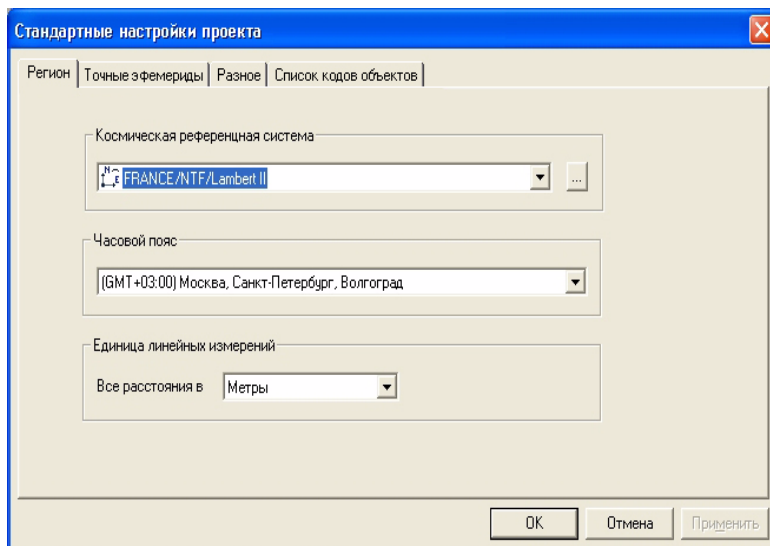 Стандартные настройки проекта
Регион Точные эфемериды Разное Список кодов объектов
Космическая референцная система
FRANCE/NTF/Lambert II
...
Часовой пояс
(GMT+03:00) Москва, Санкт-Петербург, Волгоград
Единица линейных измерений
Все расстояния в Метры
OK Отмена Применить